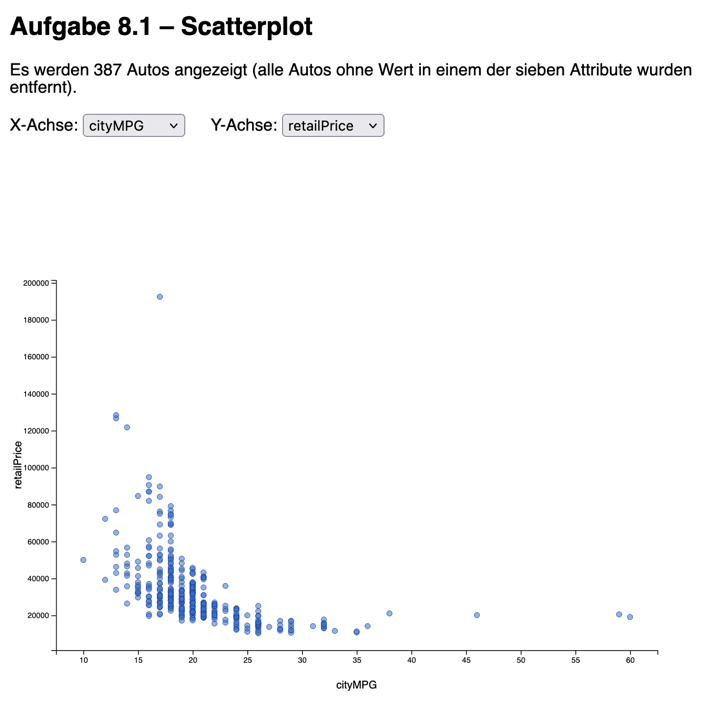 Aufgabe 8.1 – Scatterplot
Es werden 387 Autos angezeigt (alle Autos ohne Wert in einem der sieben Attribute wurden
entfernt).
X-Achse: cityMPG Y-Achse: retailPrice
200000
180000
160000
140000
120000
100000
80000
60000
40000
20000
retailPrice
10 15 20 25 30 35 40 45 50 55 60
cityMPG